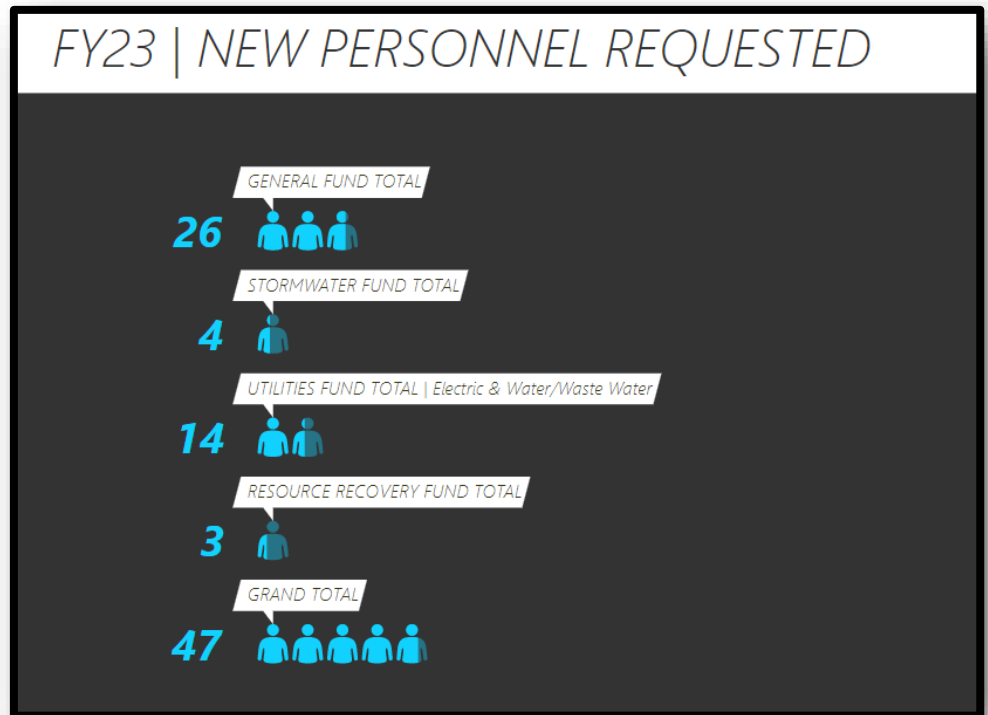 FY23 | NEW PERSONNEL REQUESTED
GENERAL FUND TOTAL
26
STORMWATER FUND TOTAL
4
UTILITIES FUND TOTAL | Electric & Water/Waste Water
14
RESOURCE RECOVERY FUND TOTAL
3
GRAND TOTAL
47